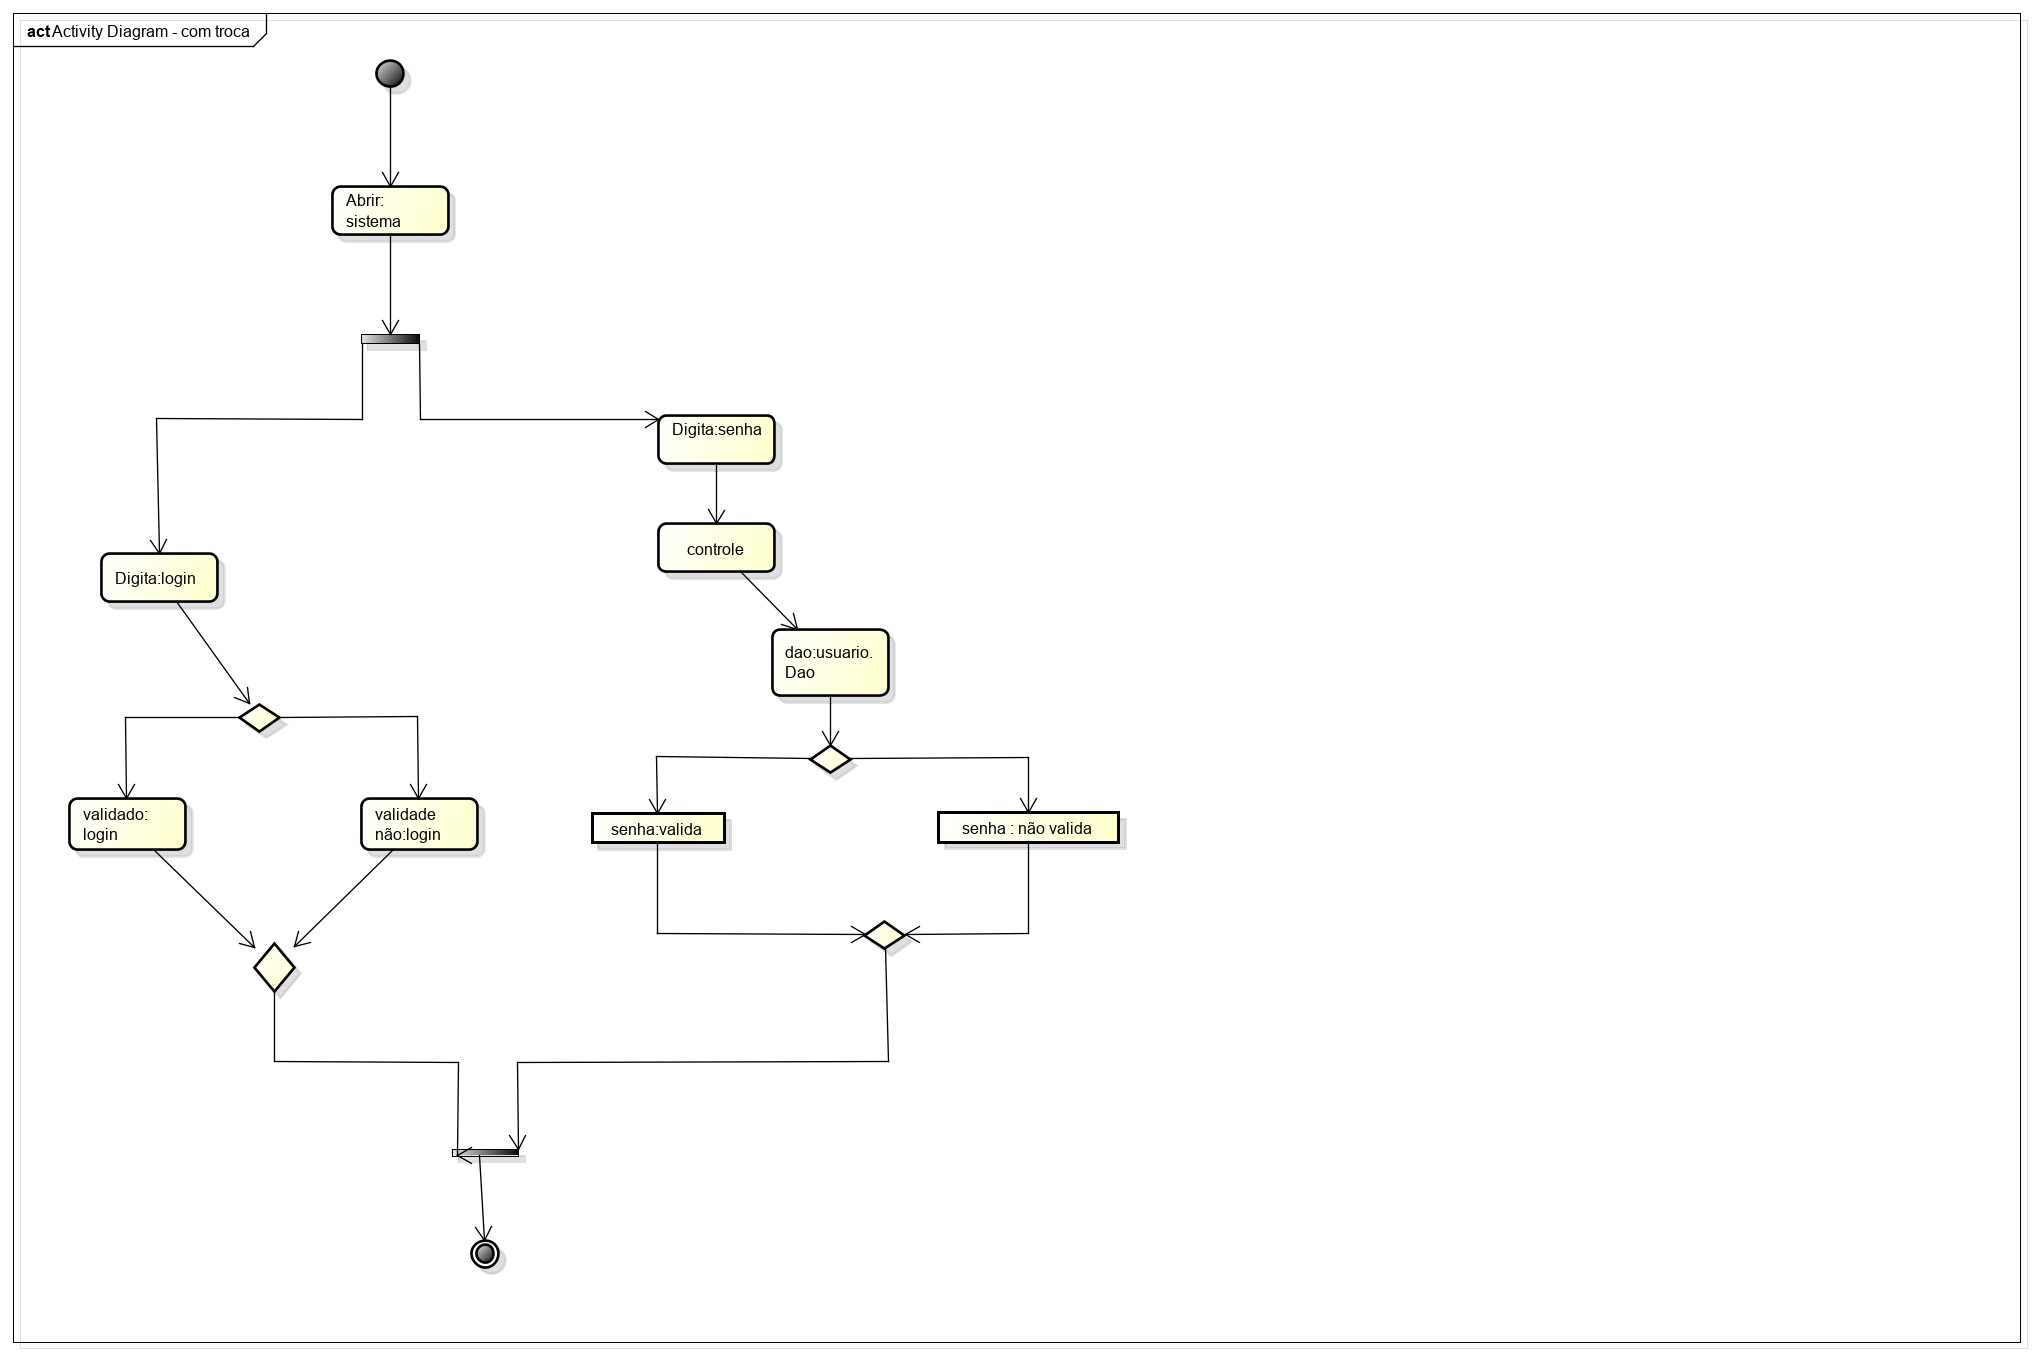 act Activity Diagram - com troca
Abrir:
sistema
Digita:senha
controle
Digita:login
dao:usuario.
Dao
validado:
login
validade
não:login
senha:valida
senha : não valida